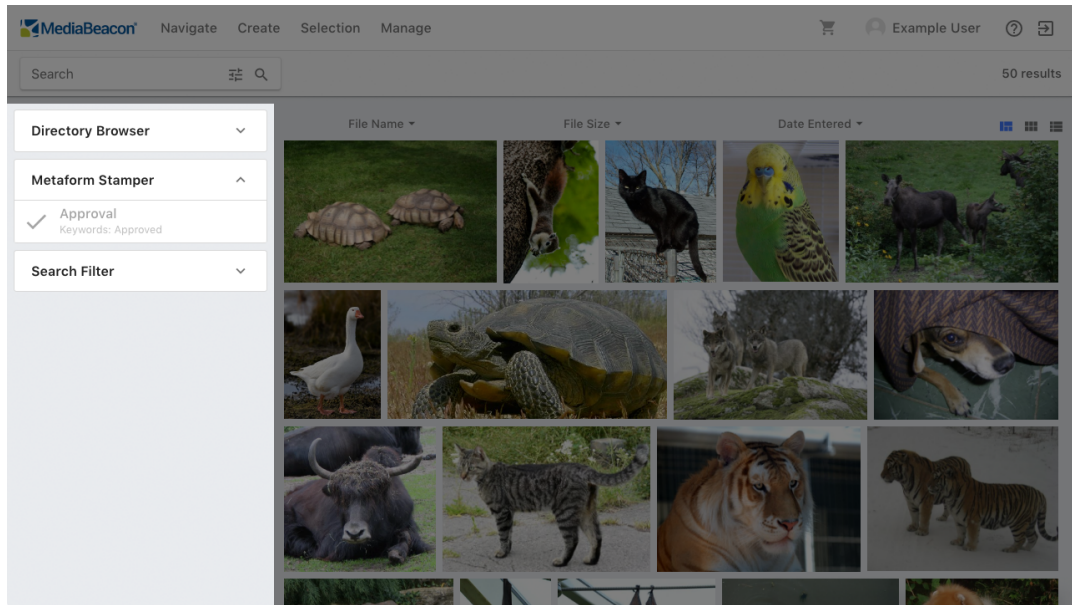 MediaBeacon® Navigate Create Selection Manage Example User
Search 50 results
Directory Browser
File Name File Size Date Entered
Metaform Stamper
Approval
Keywords: Approved
Search Filter